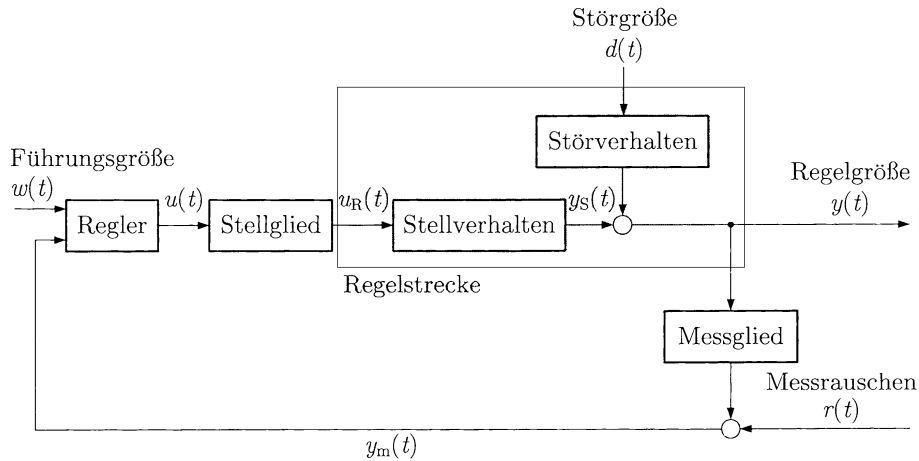 Störgröße
d(t)
Störverhalten
Führungsgröße
w(t)
Regler
u(t)
Stellglied
u_R(t)
Stellverhalten
y_S(t)
Regelgröße
y(t)
Regelstrecke
Messglied
Messrauschen
r(t)
y_m(t)